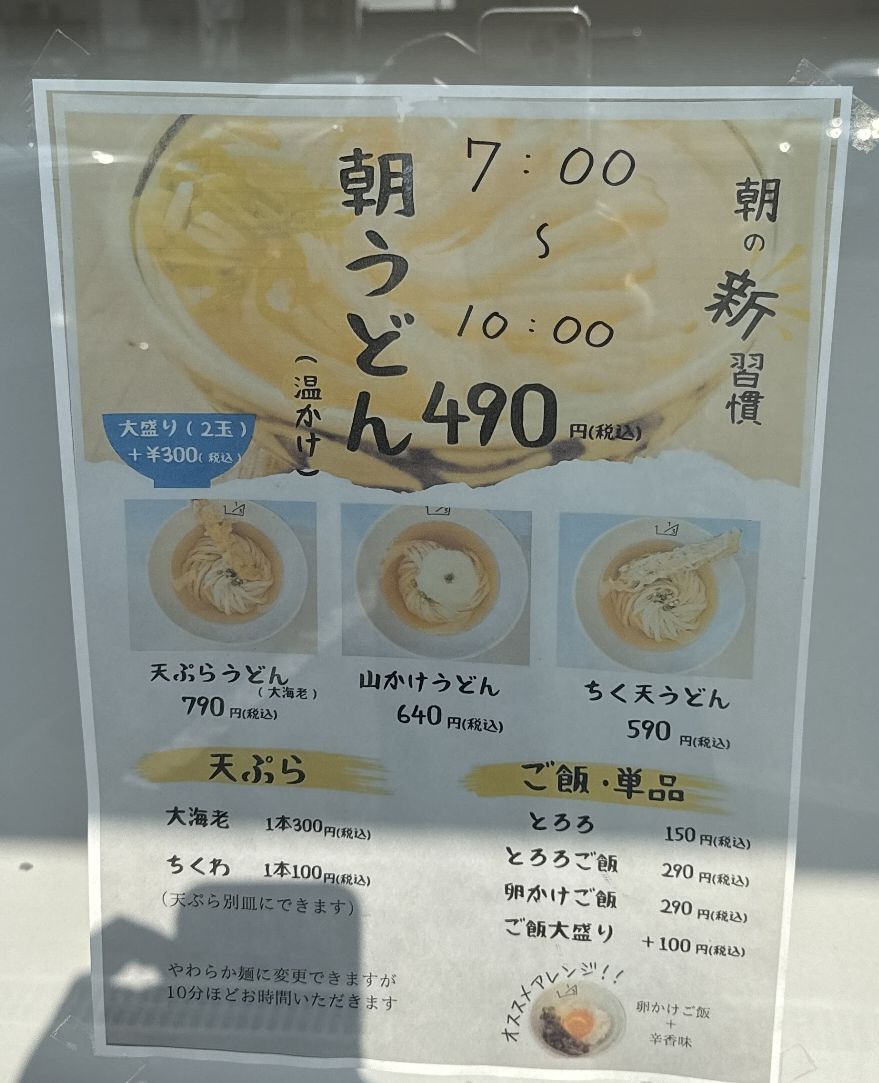 朝の新習慣
7:00
～
10:00
朝うどん
(温かけ)
490円(税込)
大盛り(2玉)
+¥300(税込)
天ぷらうどん
(大海老)
790円(税込)
山かけうどん
640円(税込)
ちく天うどん
590円(税込)
天ぷら
大海老 1本300円(税込)
ちくわ 1本100円(税込)
(天ぷら別皿にできます)
やわらか麺に変更できますが
10分ほどお時間いただきます
ご飯・単品
とろろ 150円(税込)
とろろご飯 290円(税込)
卵かけご飯 290円(税込)
ご飯大盛り +100円(税込)
オススメアレンジ!!
卵かけご飯
+
辛香味